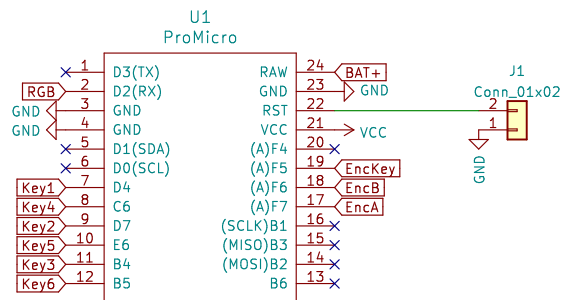 U1
ProMicro
1 D3(TX) RAW 24 BAT+
RGB 2 D2(RX) GND 23 GND
GND 3 GND RST 22
GND 4 GND VCC 21 VCC
5 D1(SDA) (A)F4 20
6 D0(SCL) (A)F5 19 EncKey
Key1 7 D4 (A)F6 18 EncB
Key4 8 C6 (A)F7 17 EncA
Key2 9 D7 (SCLK)B1 16
Key5 10 E6 (MISO)B3 15
Key3 11 B4 (MOSI)B2 14
Key6 12 B5 B6 13
J1
Conn_01x02
2
1
GND